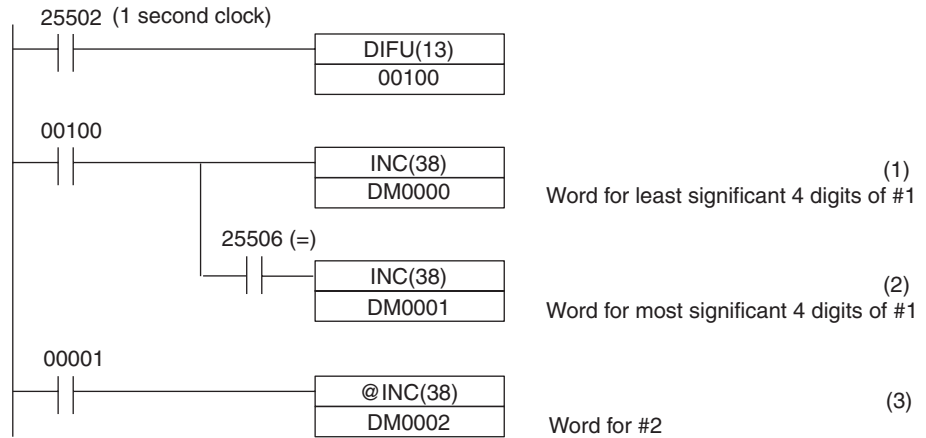 25502 (1 second clock)
DIFU(13)
00100
00100
INC(38)
DM0000
(1)
Word for least significant 4 digits of #1
25506 (=)
INC(38)
DM0001
(2)
Word for most significant 4 digits of #1
00001
@INC(38)
DM0002
(3)
Word for #2